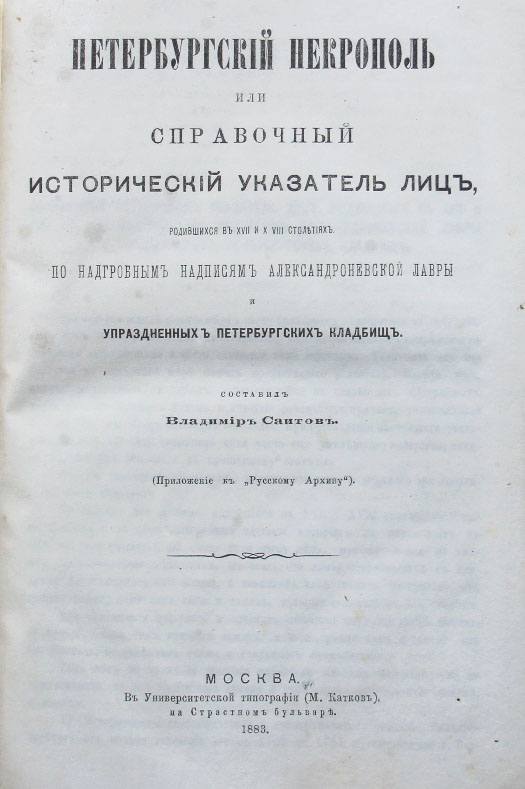 ПЕТЕРБУРГСКІЙ НЕКРОПОЛЬ
ИЛИ
СПРАВОЧНЫЙ
ИСТОРИЧЕСКІЙ УКАЗАТЕЛЬ ЛИЦЪ,
РОДИВШИХСЯ ВЪ XVII И XVIII СТОЛѢТІЯХЪ.
ПО НАДГРОБНЫМЪ НАДПИСЯМЪ АЛЕКСАНДРОНЕВСКОЙ ЛАВРЫ
И
УПРАЗДНЕННЫХЪ ПЕТЕРБУРГСКИХЪ КЛАДБИЩЪ.
СОСТАВИЛЪ
Владиміръ Саитовъ.
(Приложеніе къ „Русскому Архиву“).
МОСКВА.
Въ Университетской типографіи (М. Катковъ),
на Страстномъ бульварѣ.
1883.